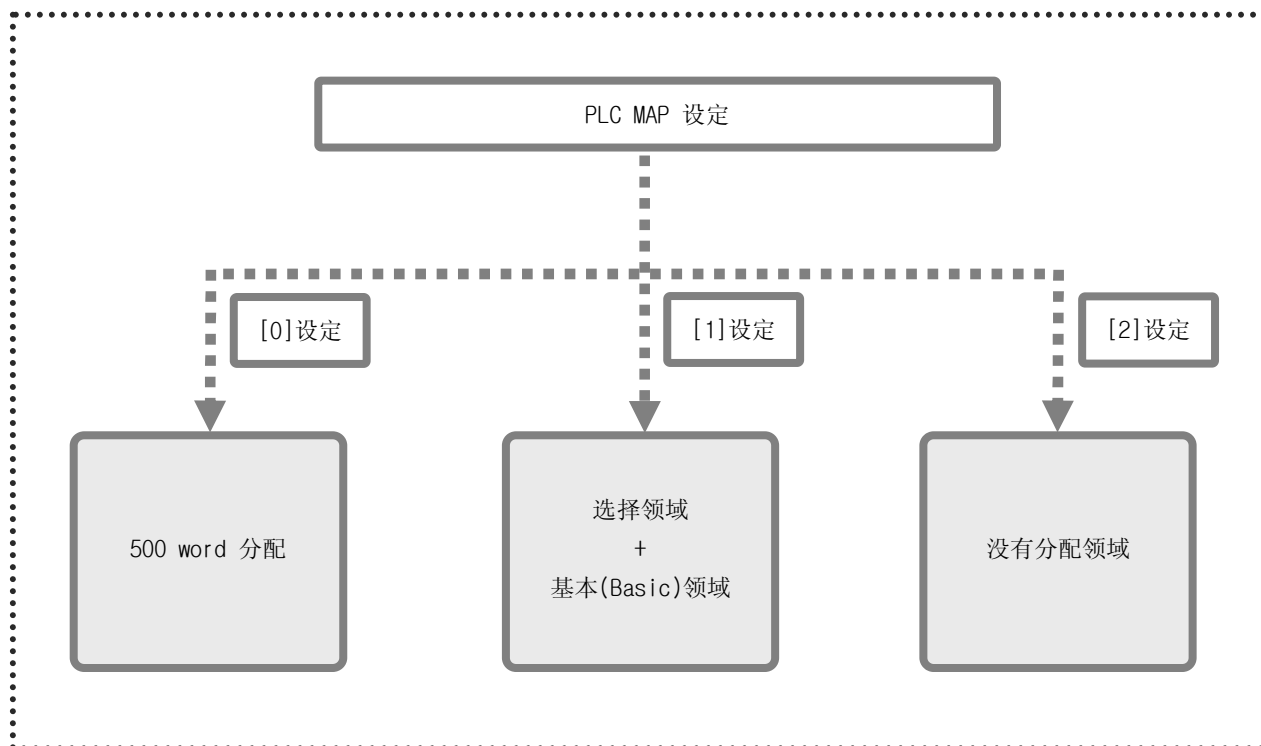 PLC MAP 设定
[0]设定
[1]设定
[2]设定
500 word 分配
选择领域
+
基本(Basic)领域
没有分配领域